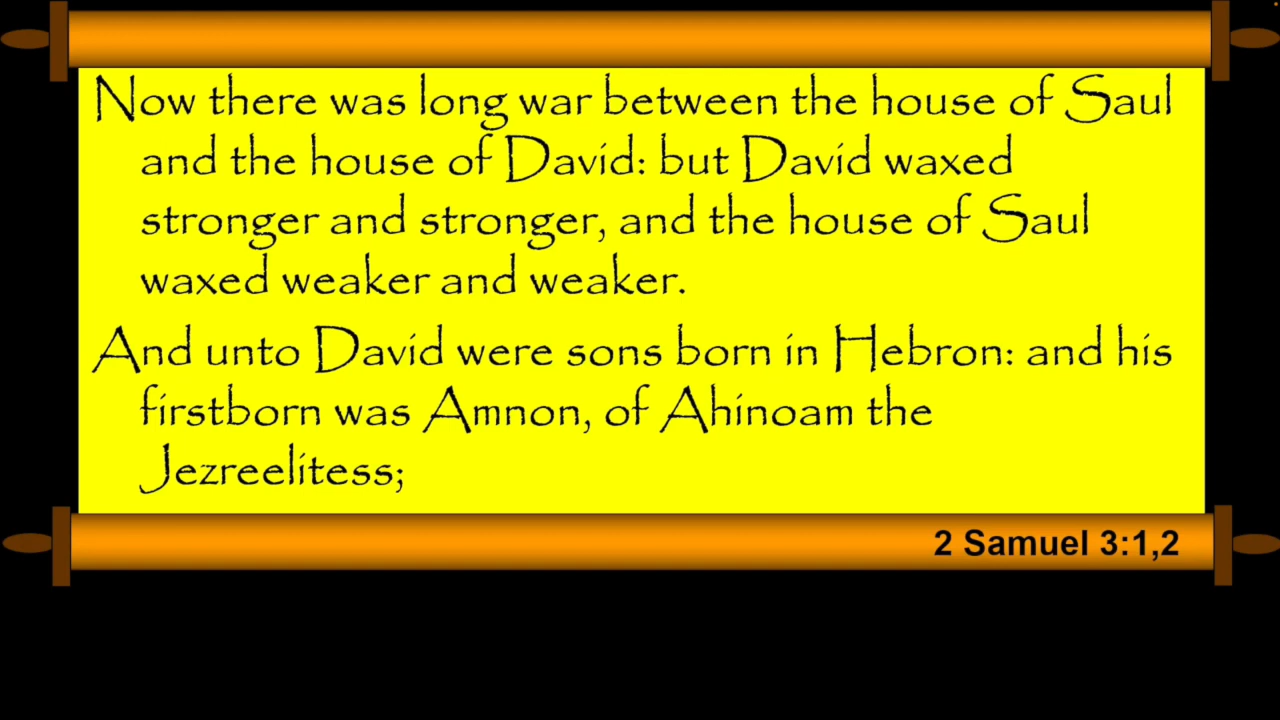 Now there was long war between the house of Saul
and the house of David: but David waxed
stronger and stronger, and the house of Saul
waxed weaker and weaker.
And unto David were sons born in Hebron: and his
firstborn was Amnon, of Ahinoam the
Jezreelitess;
2 Samuel 3:1,2